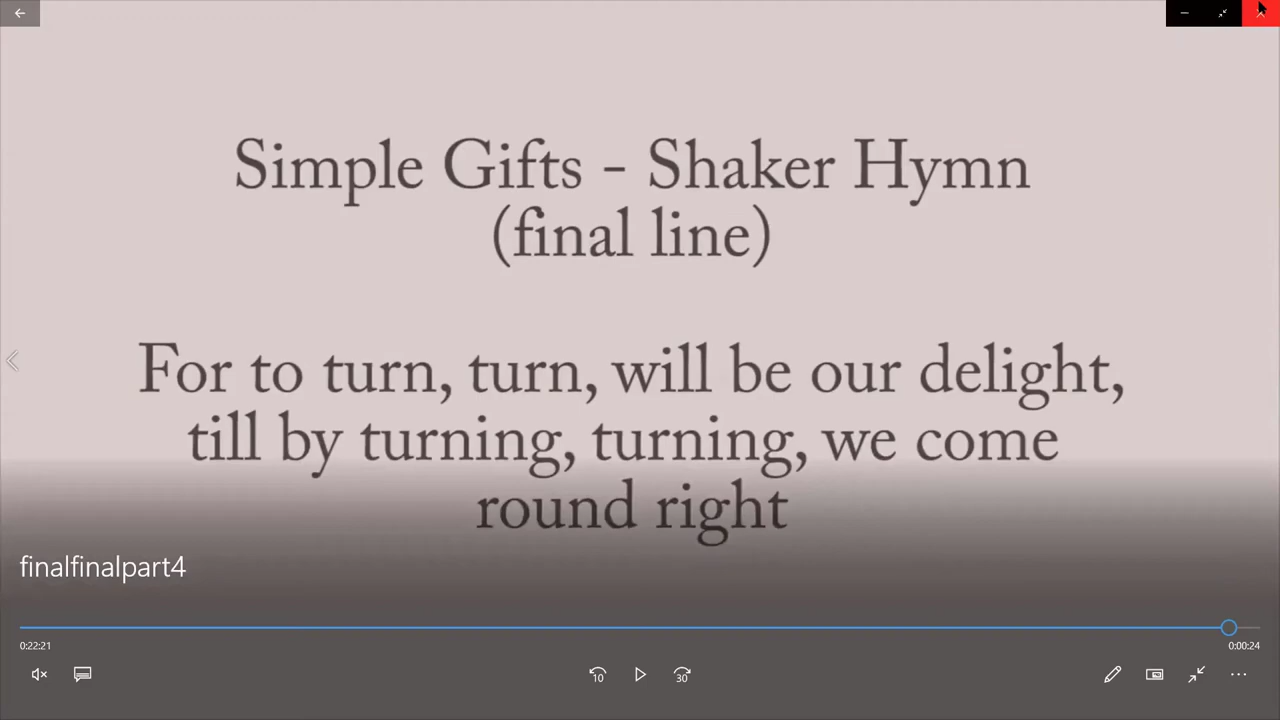 Simple Gifts - Shaker Hymn
(final line)
For to turn, turn, will be our delight,
till by turning, turning, we come
round right
finalfinalpart4
0:22:21
0:00:24
10
30